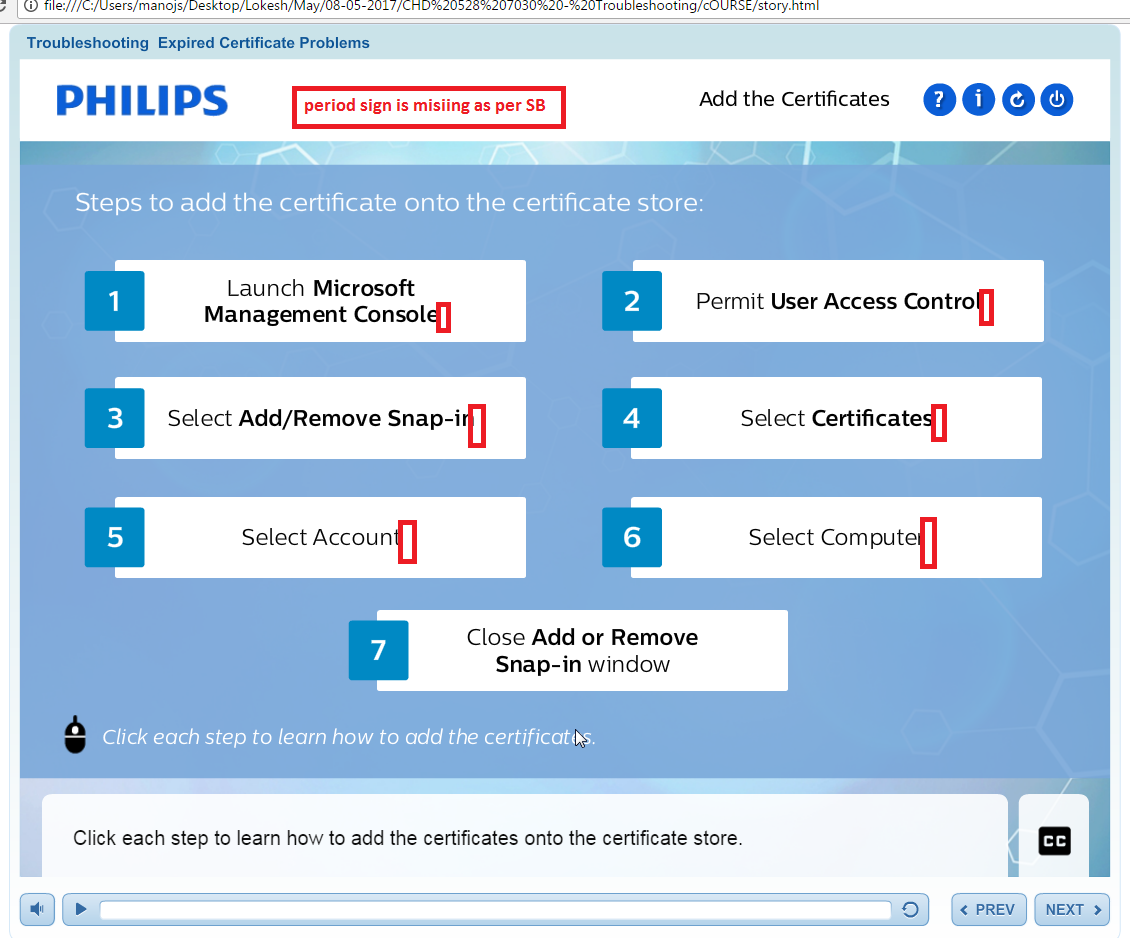 file:///C:/Users/manojs/Desktop/Lokesh/May/08-05-2017/CHD%20528%207030%20-%20Troubleshooting/cOURSE/story.html
Troubleshooting Expired Certificate Problems
PHILIPS
period sign is misiing as per SB
Add the Certificates
? i
Steps to add the certificate onto the certificate store:
1
Launch Microsoft
Management Console
2
Permit User Access Control
3
Select Add/Remove Snap-in
4
Select Certificates
5
Select Account
6
Select Computer
7
Close Add or Remove
Snap-in window
Click each step to learn how to add the certificates.
Click each step to learn how to add the certificates onto the certificate store.
CC
PREV
NEXT